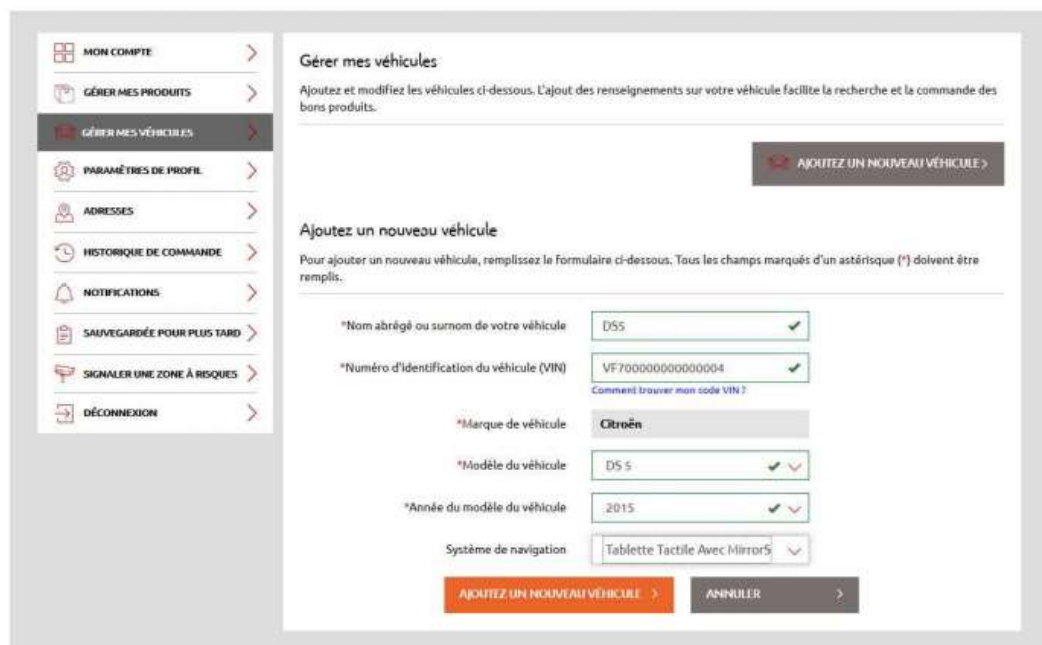 MON COMPTE
GÉRER MES PRODUITS
GÉRER MES VÉHICULES
PARAMÊTRES DE PROFIL
ADRESSES
HISTORIQUE DE COMMANDE
NOTIFICATIONS
SAUVEGARDÉE POUR PLUS TARD
SIGNALER UNE ZONE À RISQUES
DÉCONNEXION
Gérer mes véhicules
Ajoutez et modifiez les véhicules ci-dessous. L'ajout des renseignements sur votre véhicule facilite la recherche et la commande des
bons produits.
AJOUTEZ UN NOUVEAU VÉHICULE >
Ajoutez un nouveau véhicule
Pour ajouter un nouveau véhicule, remplissez le formulaire ci-dessous. Tous les champs marqués d'un astérisque (*) doivent être
remplis.
*Nom abrégé ou surnom de votre véhicule DS5
*Numéro d'identification du véhicule (VIN) VF700000000000004
Comment trouver mon code VIN ?
*Marque de véhicule Citroën
*Modèle du véhicule DS 5
*Année du modèle du véhicule 2015
Système de navigation Tablette Tactile Avec MirrorS
AJOUTEZ UN NOUVEAU VÉHICULE > ANNULER >